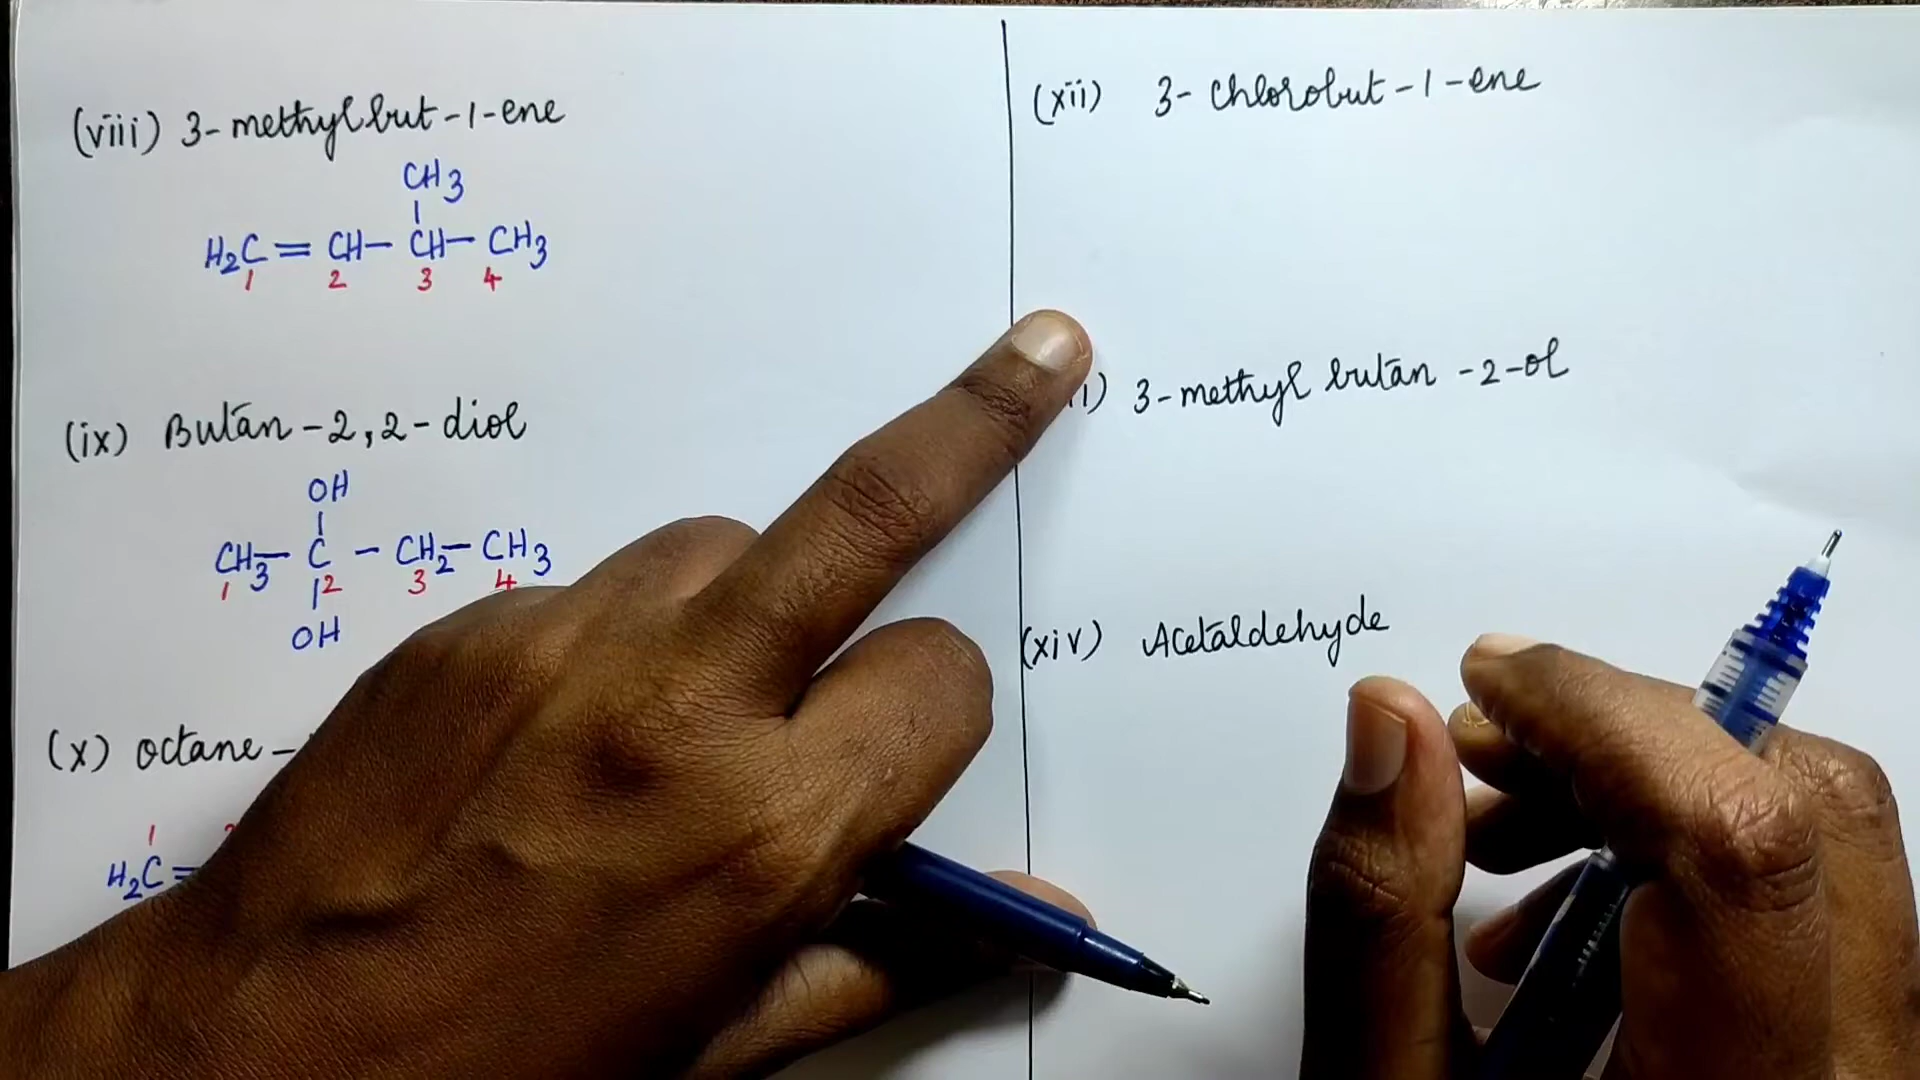 (viii) 3-methylbut-1-ene
CH3
H2C=CH-CH-CH3
1 2 3 4
(ix) Butan-2,2-diol
OH
CH3-C-CH2-CH3
1 2 3 4
OH
(x) octane-
1
H2C=
(xii) 3-chlorobut-1-ene
3-methyl butan-2-ol
(xiv) Acetaldehyde